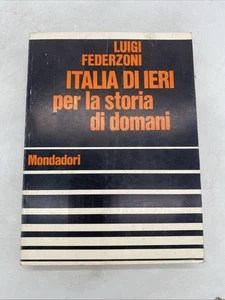 LUIGI
FEDERZONI
ITALIA DI IERI
per la storia
di domani
Mondadori